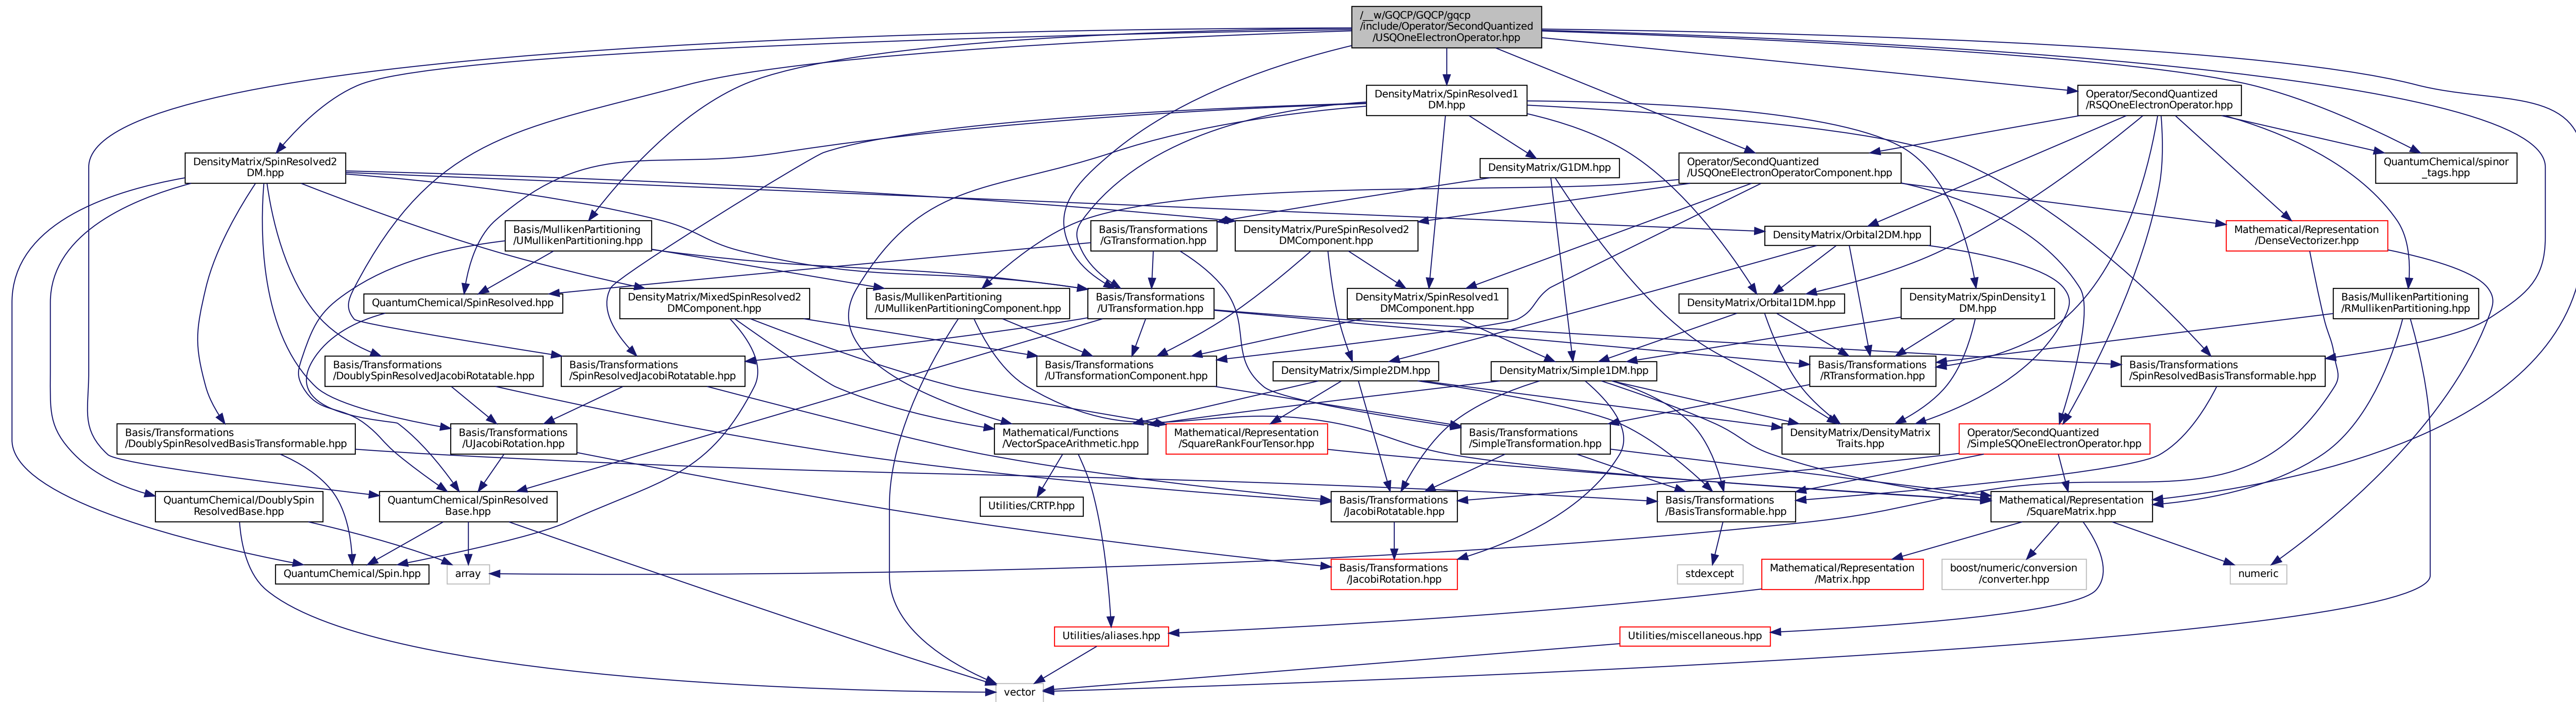 /__w/GQCP/GQCP/gqcp
/include/Operator/SecondQuantized
/USQOneElectronOperator.hpp
DensityMatrix/SpinResolved1
DM.hpp
Operator/SecondQuantized
/RSQOneElectronOperator.hpp
DensityMatrix/SpinResolved2
DM.hpp
DensityMatrix/G1DM.hpp
Operator/SecondQuantized
/USQOneElectronOperatorComponent.hpp
QuantumChemical/spinor
_tags.hpp
Basis/MullikenPartitioning
/UMullikenPartitioning.hpp
Basis/Transformations
/GTransformation.hpp
DensityMatrix/PureSpinResolved2
DMComponent.hpp
DensityMatrix/Orbital2DM.hpp
Mathematical/Representation
/DenseVectorizer.hpp
QuantumChemical/SpinResolved.hpp
DensityMatrix/MixedSpinResolved2
DMComponent.hpp
Basis/MullikenPartitioning
/UMullikenPartitioningComponent.hpp
Basis/Transformations
/UTransformation.hpp
DensityMatrix/SpinResolved1
DMComponent.hpp
DensityMatrix/Orbital1DM.hpp
DensityMatrix/SpinDensity1
DM.hpp
Basis/MullikenPartitioning
/RMullikenPartitioning.hpp
Basis/Transformations
/DoublySpinResolvedJacobiRotatable.hpp
Basis/Transformations
/SpinResolvedJacobiRotatable.hpp
Basis/Transformations
/UTransformationComponent.hpp
DensityMatrix/Simple2DM.hpp
DensityMatrix/Simple1DM.hpp
Basis/Transformations
/RTransformation.hpp
Basis/Transformations
/SpinResolvedBasisTransformable.hpp
Basis/Transformations
/DoublySpinResolvedBasisTransformable.hpp
Basis/Transformations
/UJacobiRotation.hpp
Mathematical/Functions
/VectorSpaceArithmetic.hpp
Mathematical/Representation
/SquareRankFourTensor.hpp
Basis/Transformations
/SimpleTransformation.hpp
DensityMatrix/DensityMatrix
Traits.hpp
Operator/SecondQuantized
/SimpleSQOneElectronOperator.hpp
QuantumChemical/DoublySpin
ResolvedBase.hpp
QuantumChemical/SpinResolved
Base.hpp
Utilities/CRTP.hpp
Basis/Transformations
/JacobiRotatable.hpp
Basis/Transformations
/BasisTransformable.hpp
Mathematical/Representation
/SquareMatrix.hpp
QuantumChemical/Spin.hpp
array
Basis/Transformations
/JacobiRotation.hpp
stdexcept
Mathematical/Representation
/Matrix.hpp
boost/numeric/conversion
/converter.hpp
numeric
Utilities/aliases.hpp
Utilities/miscellaneous.hpp
vector